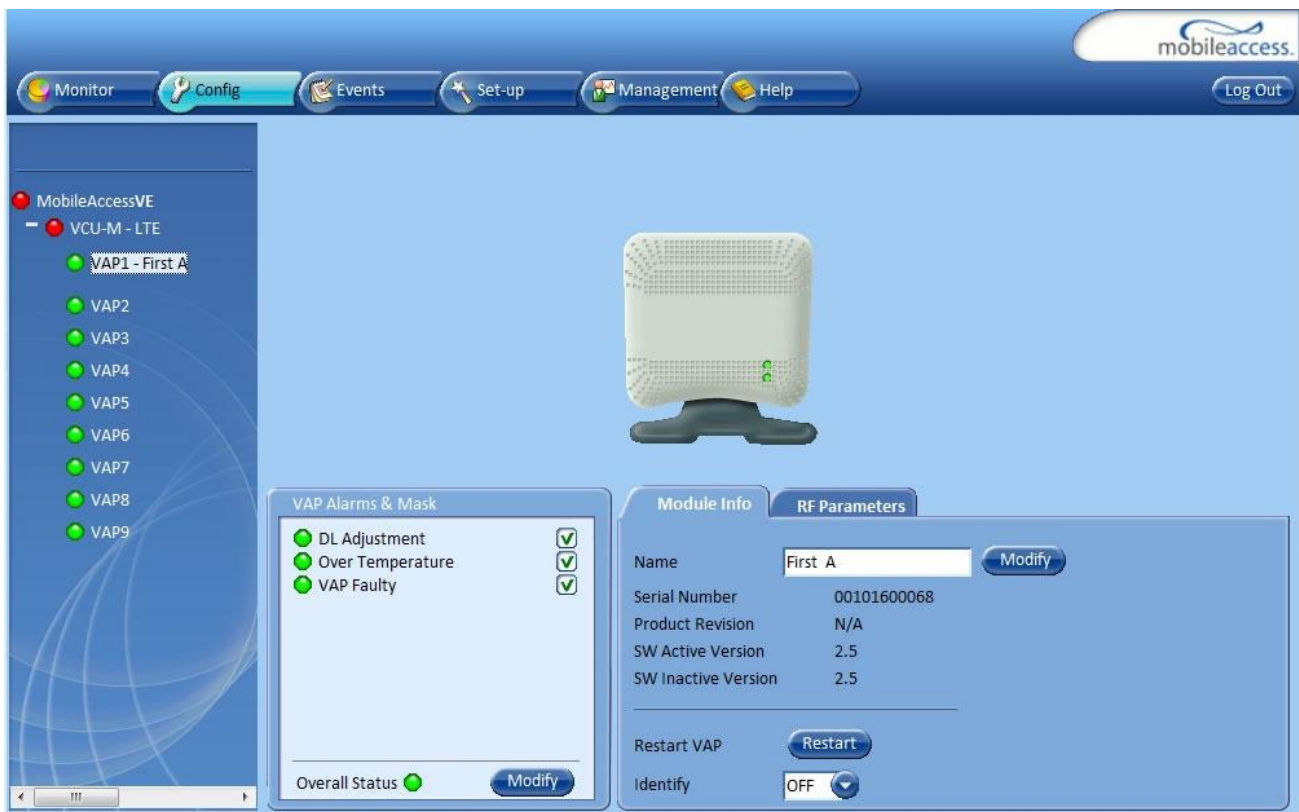 mobileaccess.
Monitor Config Events Set-up Management Help Log Out
MobileAccessVE
VCU-M - LTE
VAP1 - First A
VAP2
VAP3
VAP4
VAP5
VAP6
VAP7
VAP8
VAP9
VAP Alarms & Mask
DL Adjustment
Over Temperature
VAP Faulty
Overall Status Modify
Module Info RF Parameters
Name First A Modify
Serial Number 00101600068
Product Revision N/A
SW Active Version 2.5
SW Inactive Version 2.5
Restart VAP Restart
Identify OFF